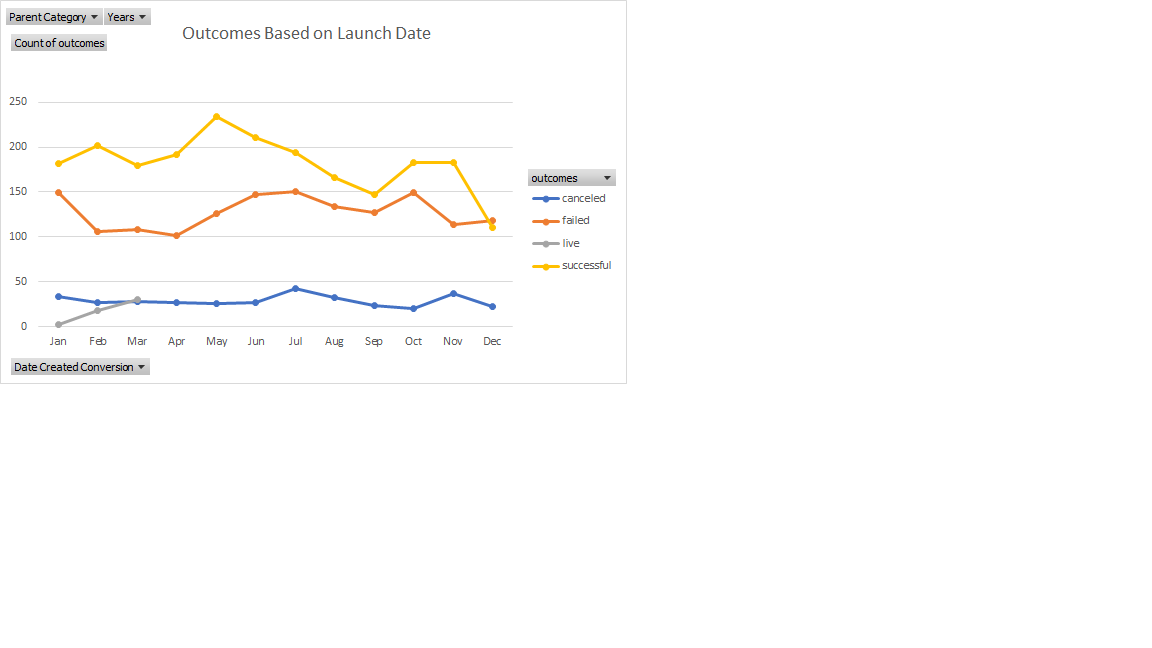 Parent Category Years
Outcomes Based on Launch Date
Count of outcomes
250
200
150
100
50
0
Jan Feb Mar Apr May Jun Jul Aug Sep Oct Nov Dec
outcomes
canceled
failed
live
successful
Date Created Conversion